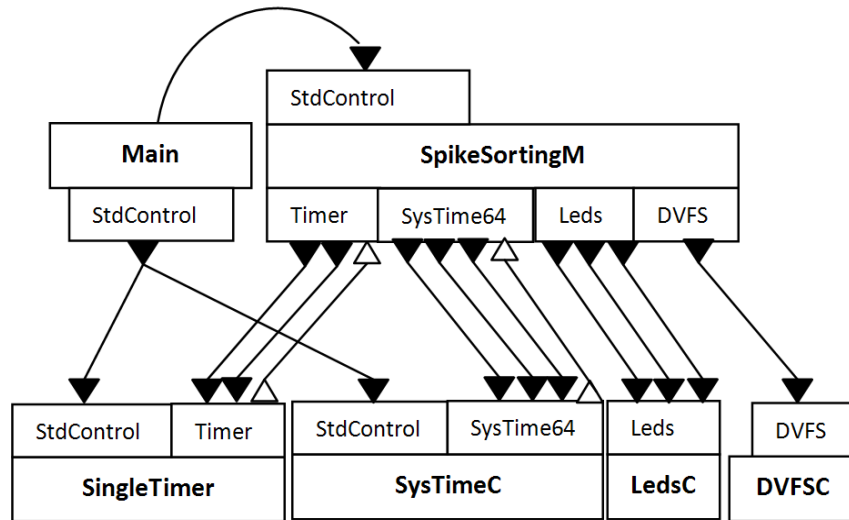 StdControl
Main
SpikeSortingM
StdControl
Timer
SysTime64
Leds
DVFS
StdControl
Timer
StdControl
SysTime64
Leds
DVFS
SingleTimer
SysTimeC
LedsC
DVFSC